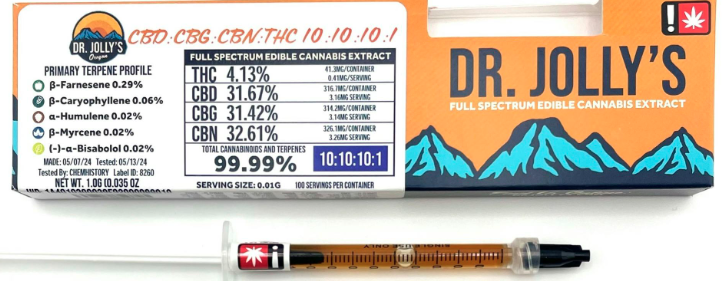 DR. JOLLY'S
Oregon
CBD:CBG:CBN:THC 10:10:10:1
PRIMARY TERPENE PROFILE
β-Farnesene 0.29%
β-Caryophyllene 0.06%
α-Humulene 0.02%
β-Myrcene 0.02%
(-)-α-Bisabolol 0.02%
MADE: 05/07/24 Tested: 05/13/24
Tested By: CHEMHISTORY Label ID: 8260
NET WT. 1.0G (0.035 OZ
FULL SPECTRUM EDIBLE CANNABIS EXTRACT
THC 4.13% 41.3MG/CONTAINER
0.41MG/SERVING
CBD 31.67% 316.7MG/CONTAINER
3.16MG SERVING
CBG 31.42% 314.2MG/CONTAINER
3.14MG SERVING
CBN 32.61% 326.1MG/CONTAINER
3.26MG SERVING
TOTAL CANNABINOIDS AND TERPENES
99.99% 10:10:10:1
SERVING SIZE: 0.01G 100 SERVINGS PER CONTAINER
!
DR. JOLLY'S
FULL SPECTRUM EDIBLE CANNABIS EXTRACT
SINGLE USE ONLY